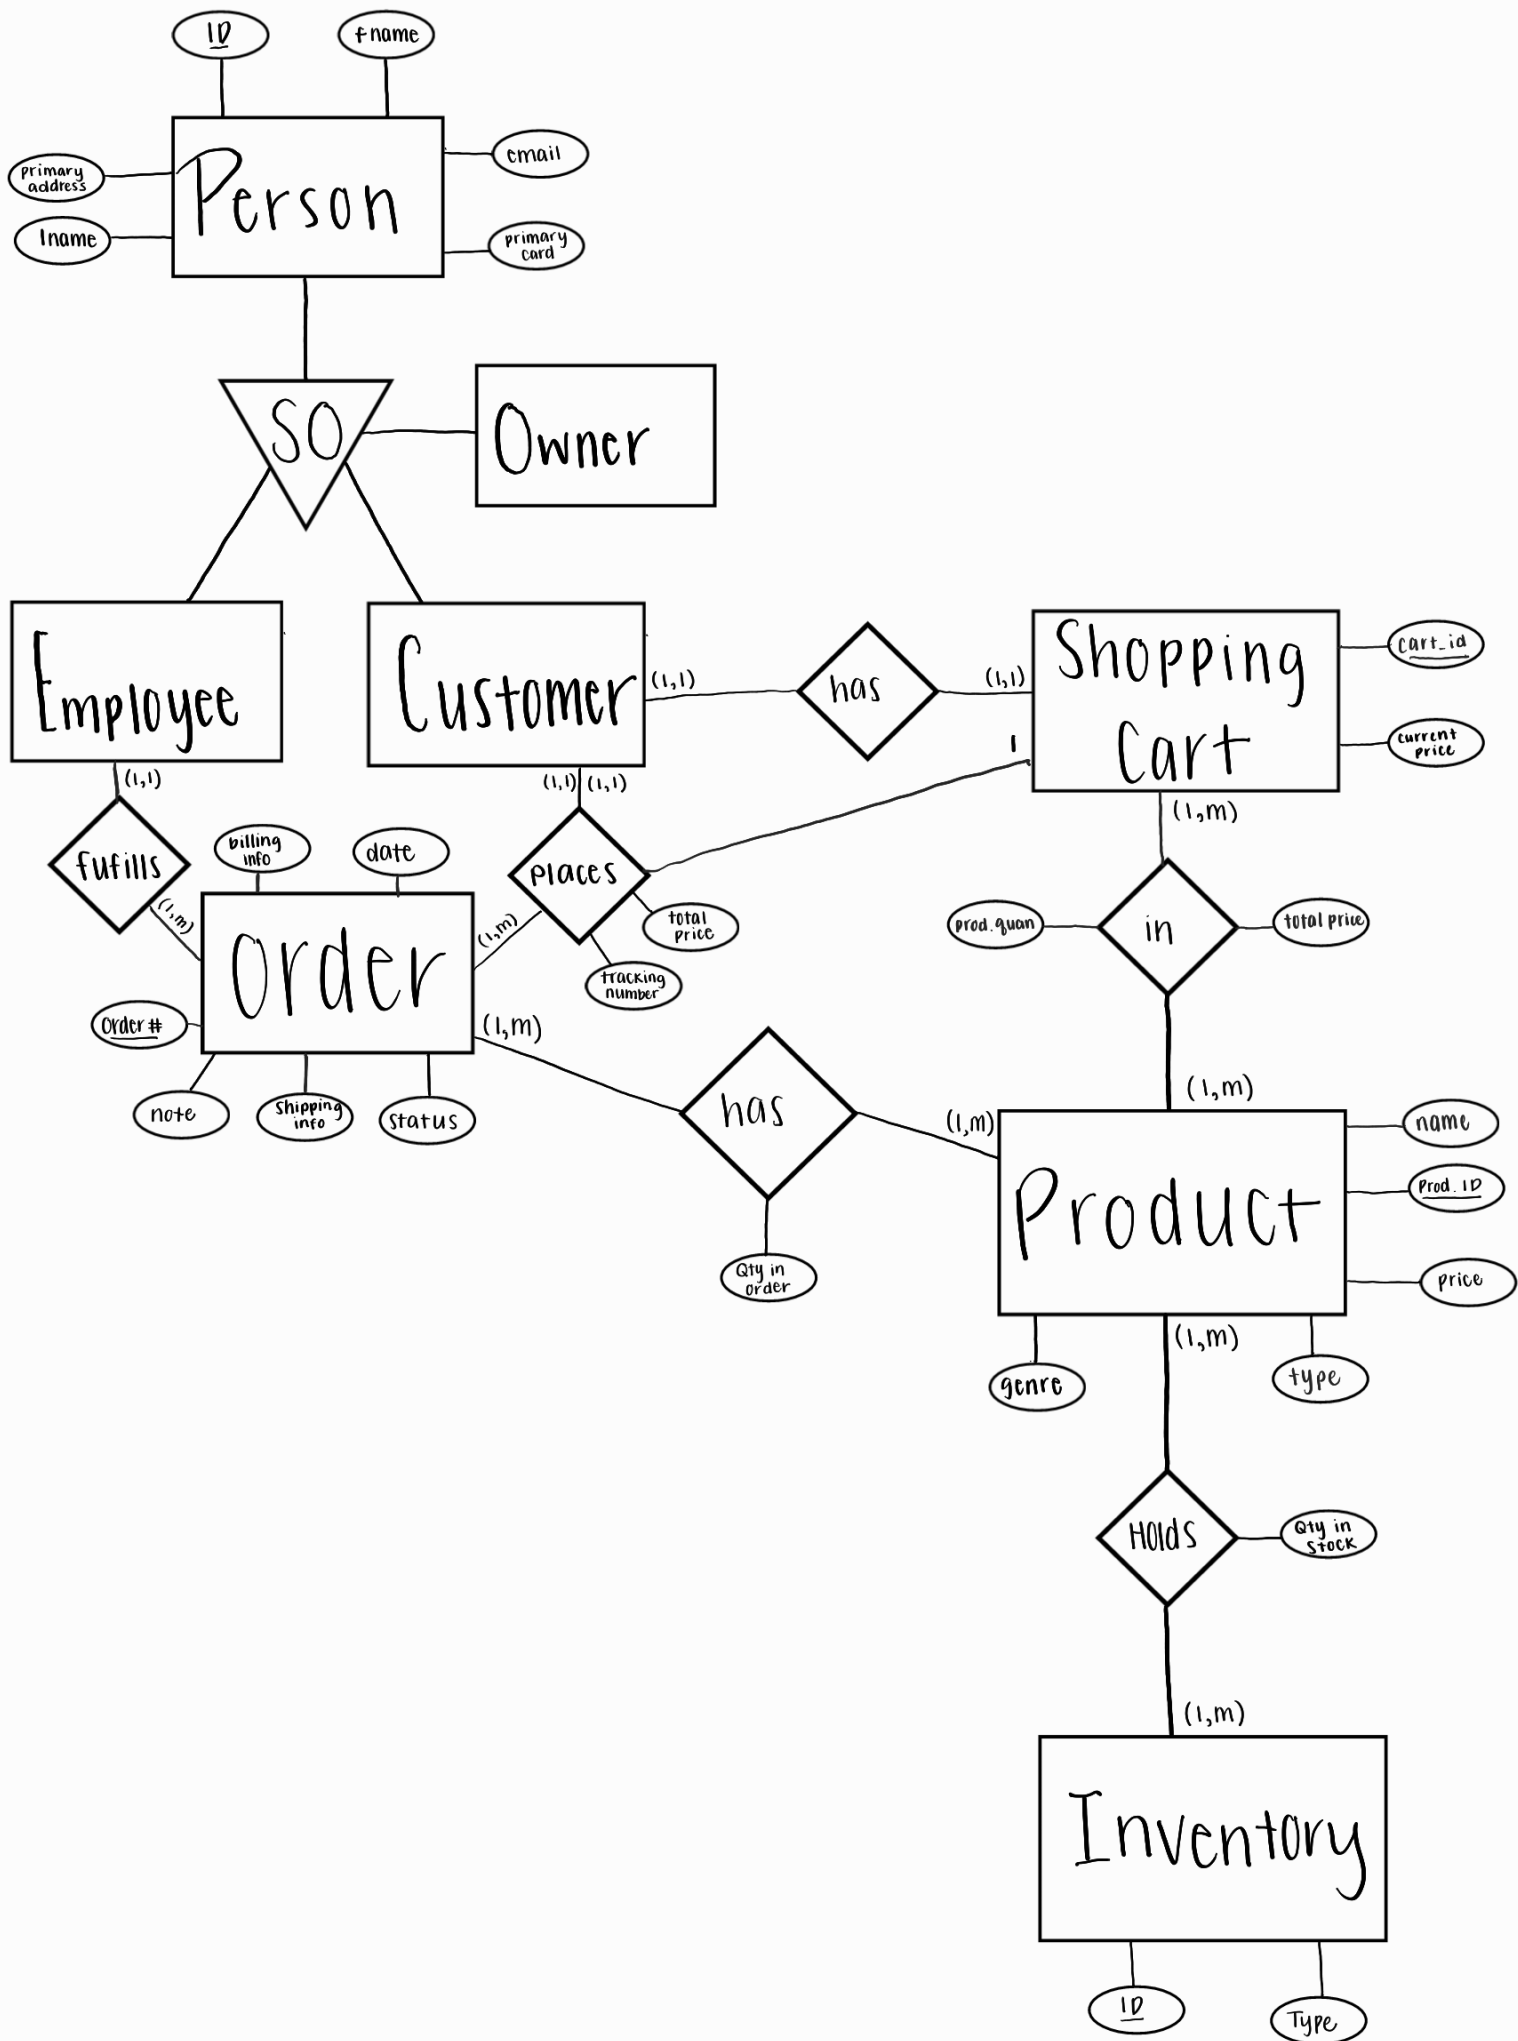 ID
fname
primary
address
email
Person
lname
primary
card
SO
Owner
Employee
Customer
(1,1)
has
(1,1)
Shopping
Cart
cart_id
current
price
1
(1,1)
(1,1)
(1,1)
(1,m)
fufills
billing
info
date
places
(1,m)
(1,m)
total
price
tracking
number
prod.quan
in
total price
Order
Order #
(1,m)
note
shipping
info
status
has
(1,m)
(1,m)
Product
name
Prod. ID
price
Qty in
order
(1,m)
genre
type
Holds
Qty in
stock
(1,m)
Inventory
ID
Type